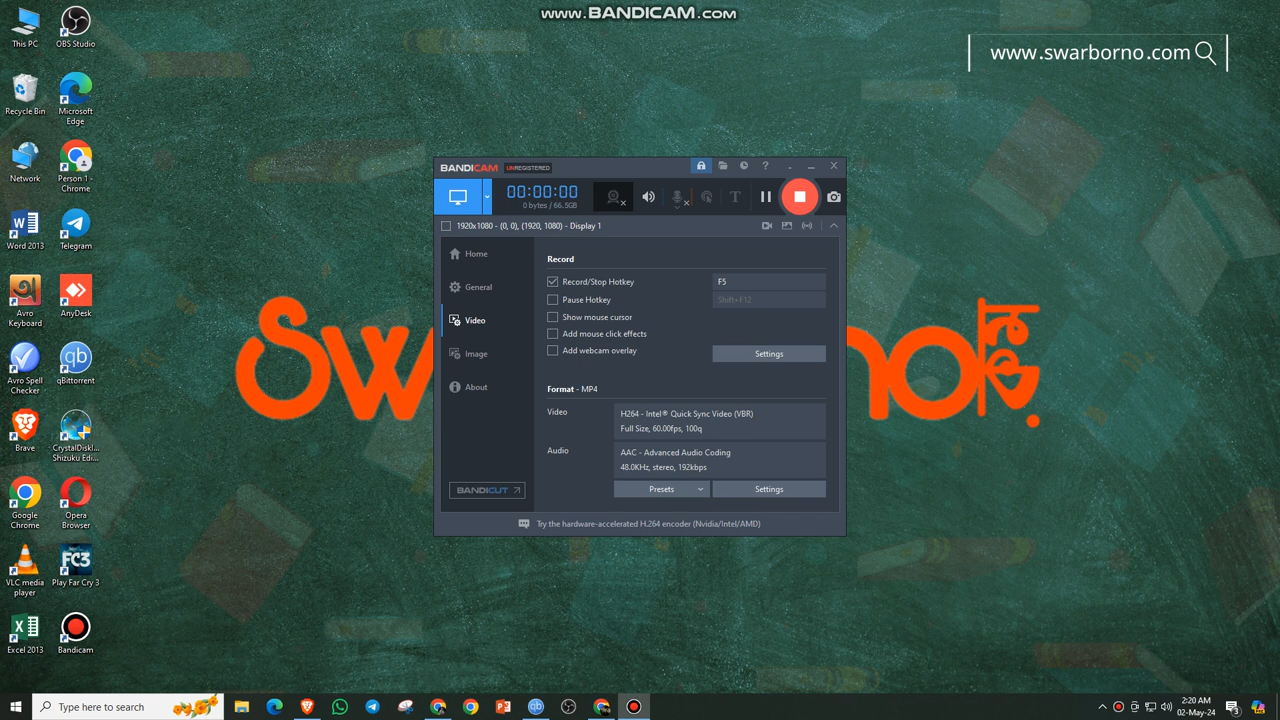 www.BANDICAM.com
www.swarborno.com
This PC
OBS Studio
Recycle Bin
Microsoft
Edge
Network
Person 1 -
Chrome
Word 2013
Telegram
Avro
Keyboard
AnyDesk
Avro Spell
Checker
qBittorrent
Brave
CrystalDiskI...
Shizuku Edi...
Google
Chrome
Opera
Browser
VLC media
player
FC3
Play Far Cry 3
Excel 2013
Bandicam
BANDICAM UNREGISTERED
00:00:00
0 bytes / 66.5GB
1920x1080 - (0, 0), (1920, 1080) - Display 1
Home
General
Video
Image
About
BANDICUT
Record
Record/Stop Hotkey F5
Pause Hotkey Shift+F12
Show mouse cursor
Add mouse click effects
Add webcam overlay
Settings
Format - MP4
Video
H264 - Intel® Quick Sync Video (VBR)
Full Size, 60.00fps, 100q
Audio
AAC - Advanced Audio Coding
48.0KHz, stereo, 192kbps
Presets
Settings
Try the hardware-accelerated H.264 encoder (Nvidia/Intel/AMD)
Type here to search
2:20 AM
02-May-24